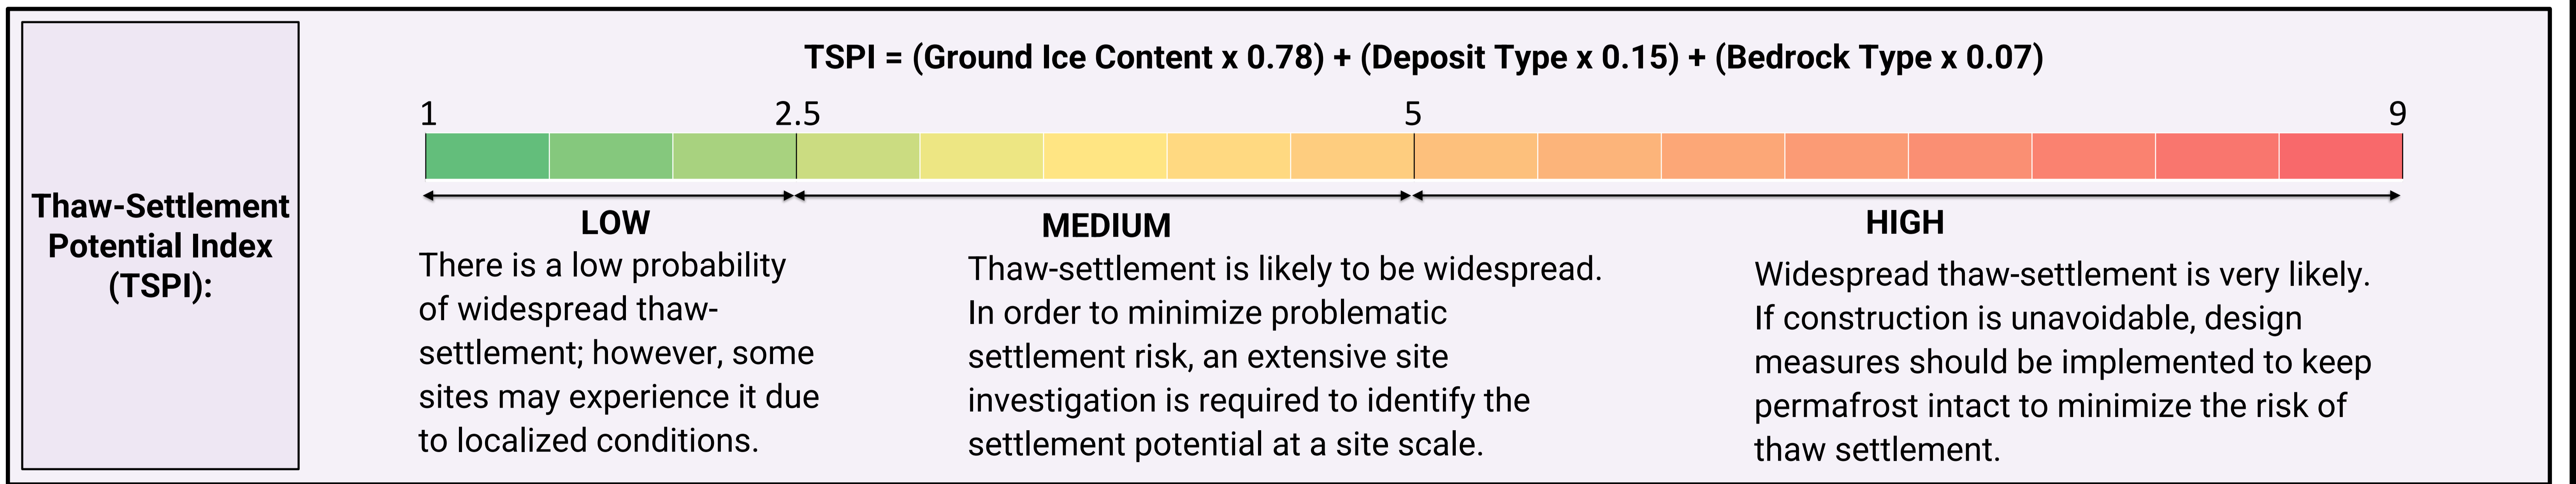 Thaw-Settlement
Potential Index
(TSPI):
TSPI = (Ground Ice Content x 0.78) + (Deposit Type x 0.15) + (Bedrock Type x 0.07)
1
2.5
5
9
LOW
There is a low probability
of widespread thaw-
settlement; however, some
sites may experience it due
to localized conditions.
MEDIUM
Thaw-settlement is likely to be widespread.
In order to minimize problematic
settlement risk, an extensive site
investigation is required to identify the
settlement potential at a site scale.
HIGH
Widespread thaw-settlement is very likely.
If construction is unavoidable, design
measures should be implemented to keep
permafrost intact to minimize the risk of
thaw settlement.